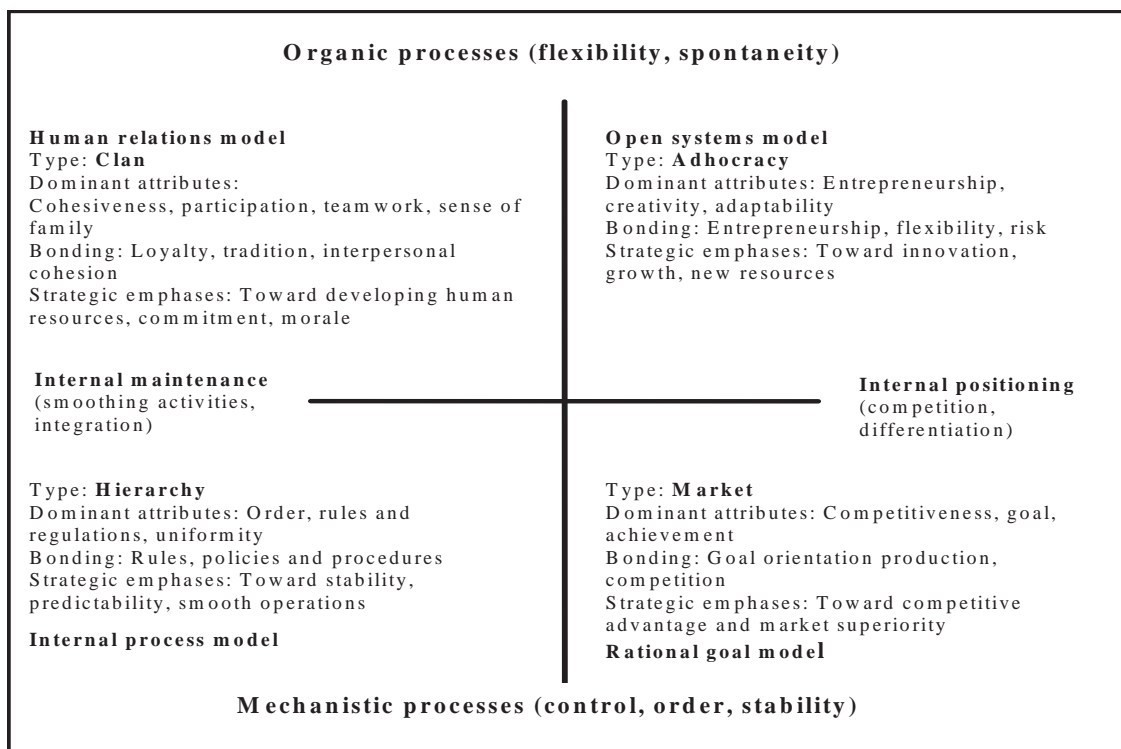 Organic processes (flexibility, spontaneity)
Human relations model
Type: Clan
Dominant attributes:
Cohesiveness, participation, teamwork, sense of
family
Bonding: Loyalty, tradition, interpersonal
cohesion
Strategic emphases: Toward developing human
resources, commitment, morale
Open systems model
Type: Adhocracy
Dominant attributes: Entrepreneurship,
creativity, adaptability
Bonding: Entrepreneurship, flexibility, risk
Strategic emphases: Toward innovation,
growth, new resources
Internal maintenance
(smoothing activities,
integration)
Internal positioning
(competition,
differentiation)
Type: Hierarchy
Dominant attributes: Order, rules and
regulations, uniformity
Bonding: Rules, policies and procedures
Strategic emphases: Toward stability,
predictability, smooth operations
Internal process model
Type: Market
Dominant attributes: Competitiveness, goal,
achievement
Bonding: Goal orientation production,
competition
Strategic emphases: Toward competitive
advantage and market superiority
Rational goal model
Mechanistic processes (control, order, stability)